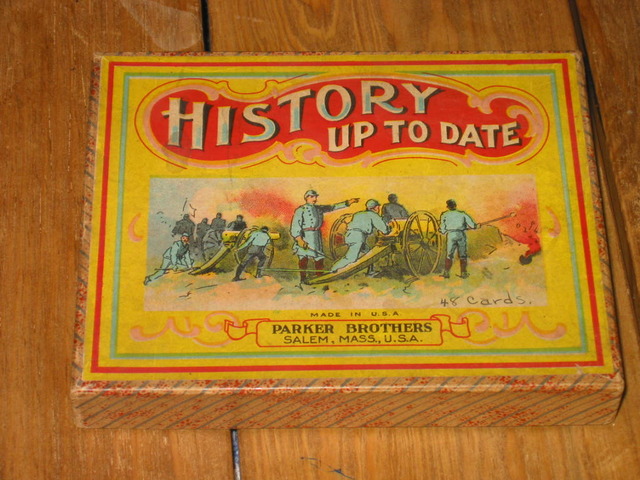 HISTORY
UP TO DATE
48 Cards.
MADE IN U.S.A.
PARKER BROTHERS
SALEM, MASS., U.S.A.